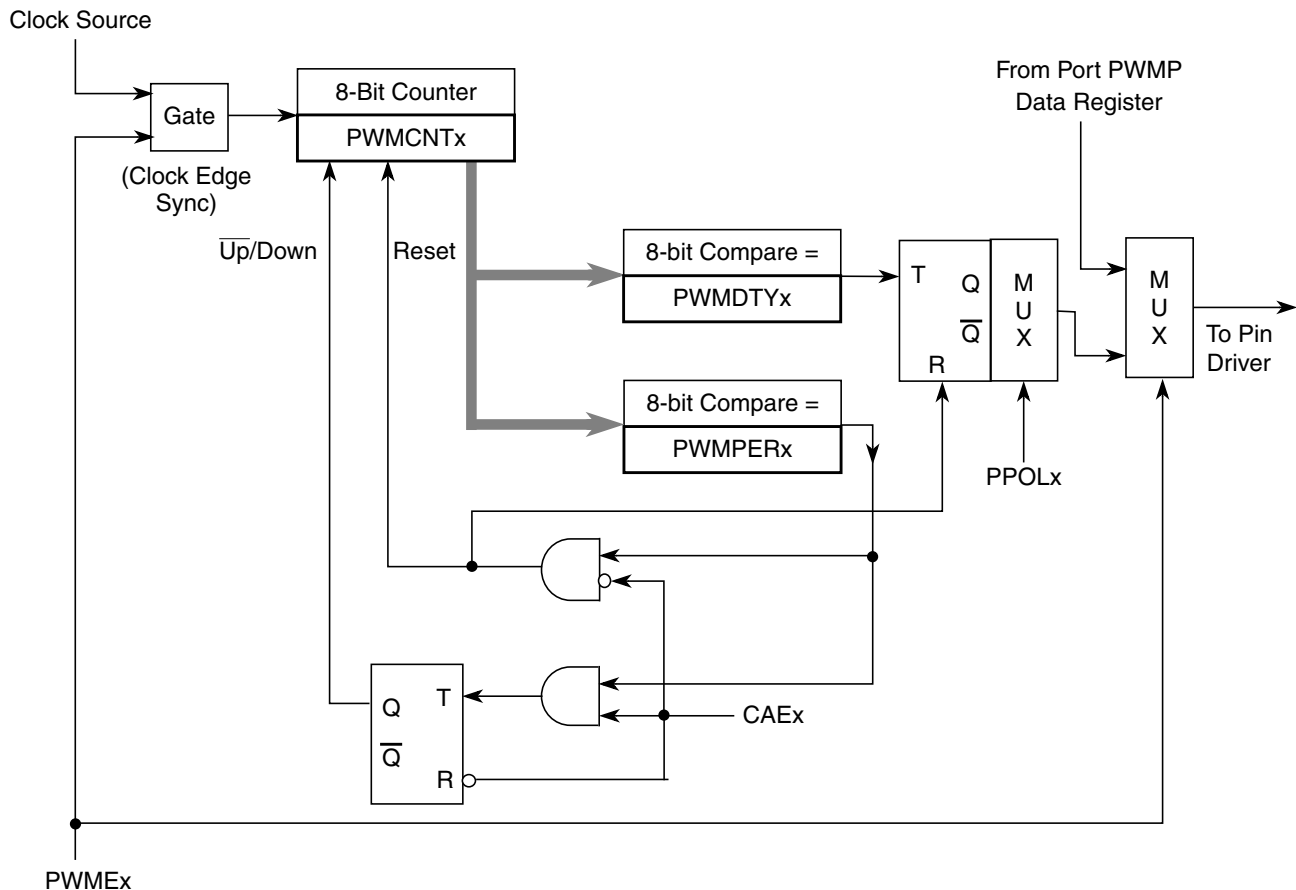 Clock Source
From Port PWMP
Data Register
8-Bit Counter
Gate
PWMCNTx
(Clock Edge
Sync)
U̅p̅/Down
Reset
8-bit Compare =
PWMDTYx
T
Q
Q̅
R
M
U
X
M
U
X
To Pin
Driver
8-bit Compare =
PWMPERx
PPOLx
Q
T
Q̅
R
CAEx
PWMEx